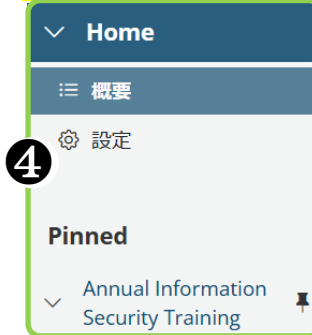 Home
概要
設定
4
Pinned
Annual Information
Security Training